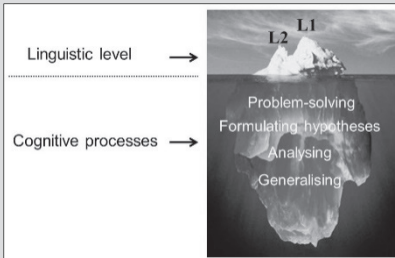 L1
L2
Linguistic level
Problem-solving
Formulating hypotheses
Cognitive processes
Analysing
Generalising